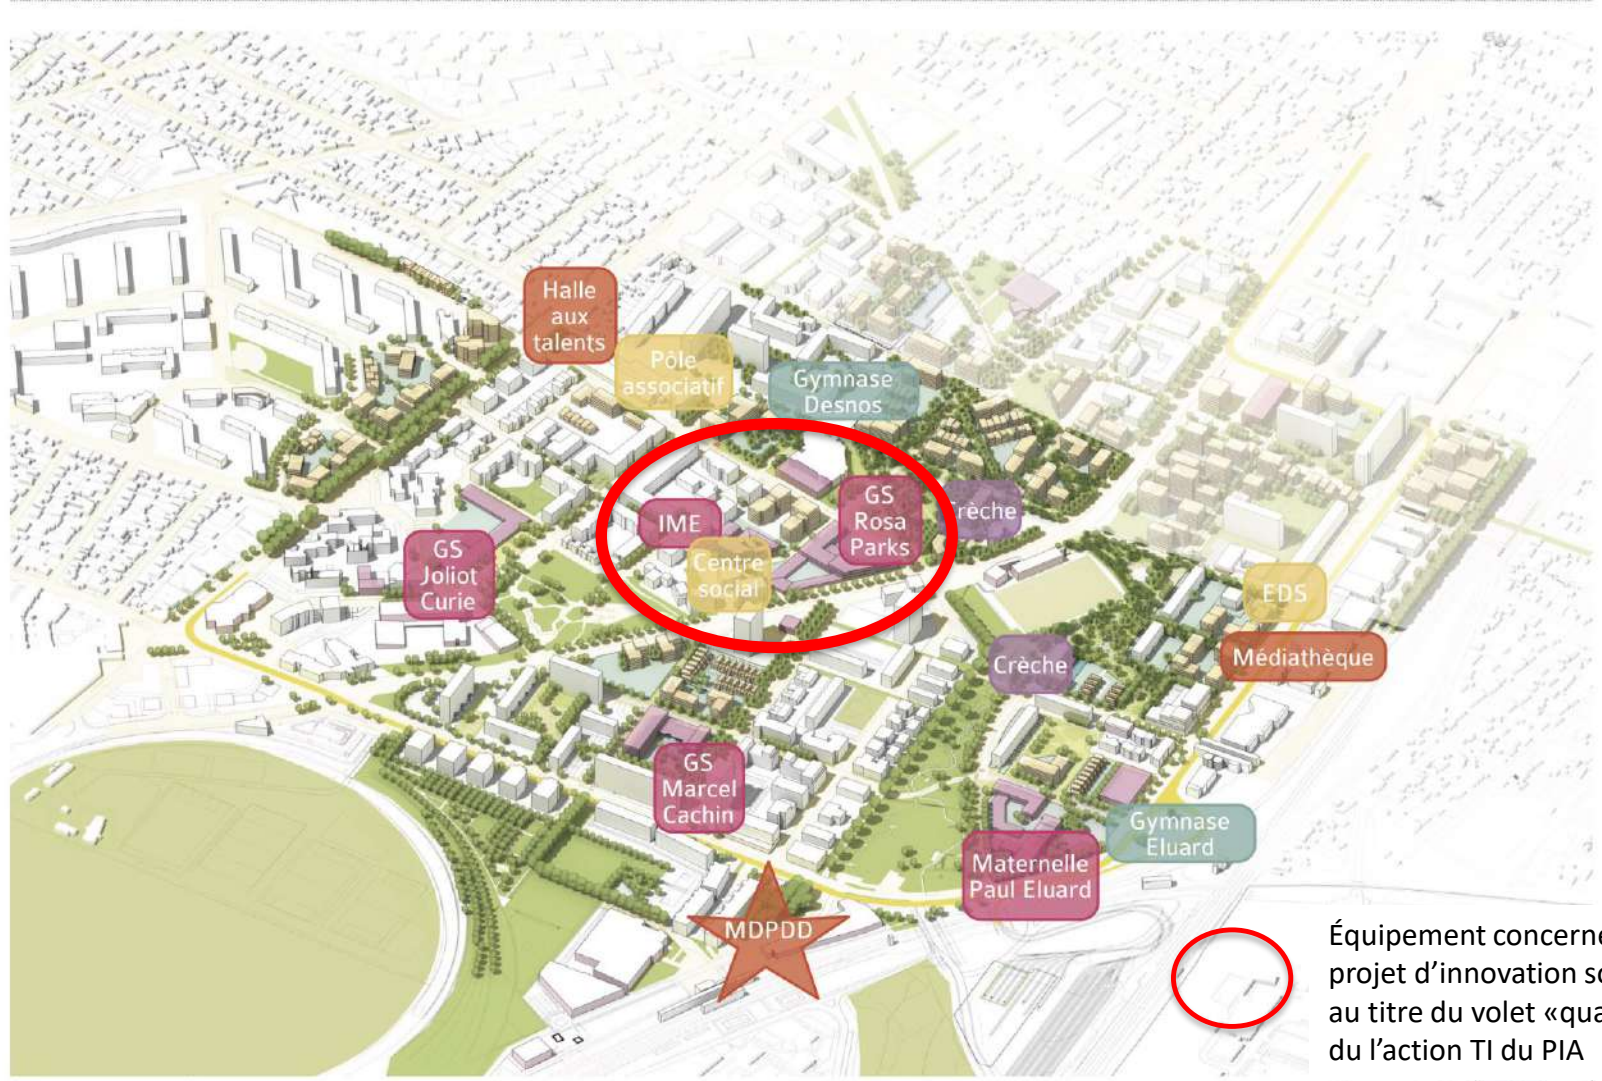 Halle
aux
talents
Pôle
associatif
Gymnase
Desnos
IME
GS
Rosa
Parks
Crèche
GS
Joliot
Curie
Centre
social
EDS
Médiathèque
Crèche
GS
Marcel
Cachin
Gymnase
Eluard
Maternelle
Paul Eluard
MDPDD
Équipement concerne
projet d’innovation so
au titre du volet «qua
du l’action TI du PIA